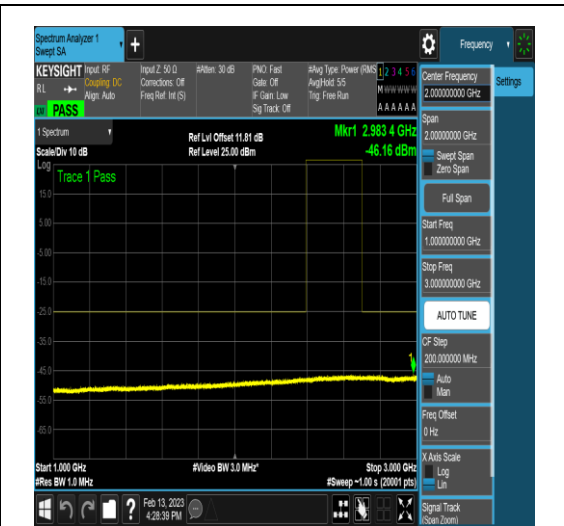 Spectrum Analyzer 1
Swept SA
Frequency
KEYSIGHT
RL
PASS
Input: RF
Coupling: DC
Align: Auto
Input Z: 50 Ω
Corrections: Off
Freq Ref: Int (S)
#Atten: 30 dB
PNO: Fast
Gate: Off
IF Gain: Low
Sig Track: Off
#Avg Type: Power (RMS)
Avg|Hold: 5/5
Trig: Free Run
1 2 3 4 5 6
M W W W W W
A A A A A A
1 Spectrum
Scale/Div 10 dB
Ref Lvl Offset 11.81 dB
Ref Level 25.00 dBm
Mkr1 2.983 4 GHz
-46.16 dBm
Log
Trace 1 Pass
15.0
5.00
-5.00
-15.0
-25.0
-35.0
-45.0
-55.0
-65.0
1
Start 1.000 GHz
#Res BW 1.0 MHz
#Video BW 3.0 MHz*
Stop 3.000 GHz
#Sweep ~1.00 s (20001 pts)
Feb 13, 2023
4:28:39 PM
Center Frequency
2.000000000 GHz
Settings
Span
2.00000000 GHz
Swept Span
Zero Span
Full Span
Start Freq
1.000000000 GHz
Stop Freq
3.000000000 GHz
AUTO TUNE
CF Step
200.000000 MHz
Auto
Man
Freq Offset
0 Hz
X Axis Scale
Log
Lin
Signal Track
(Span Zoom)